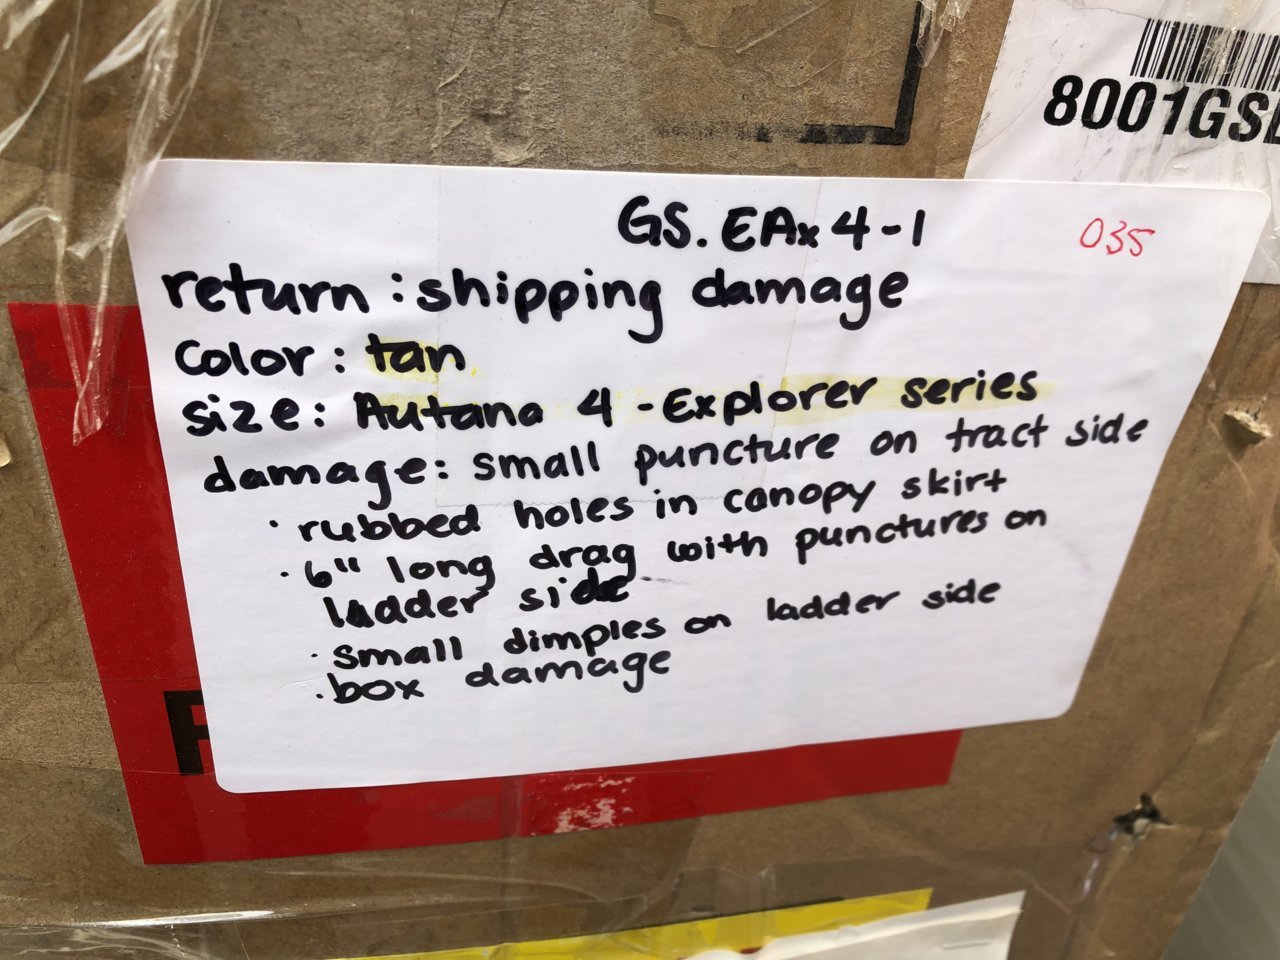 8001GS
GS. EAx 4-1
035
return: shipping damage
color: tan
size: Autana 4 - Explorer series
damage: small puncture on tract side
· rubbed holes in canopy skirt
· 6" long drag with punctures on
ladder side
· small dimples on ladder side
· box damage